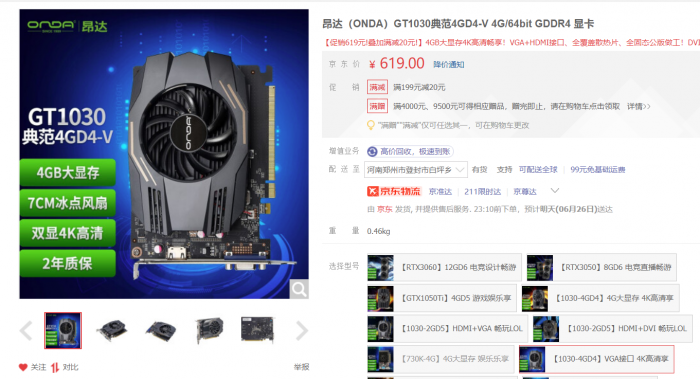 ONDA 昂达
GT1030
典范4GD4-V
4GB大显存
7CM冰点风扇
双显4K高清
2年质保
ONDA
关注 对比
举报
昂达（ONDA）GT1030典范4GD4-V 4G/64bit GDDR4 显卡
【促销619元!叠加满20元!】4GB大显存4K高清畅享！VGA+HDMI接口、全覆盖散热片、全固态公版做工！DVI
京 东 价 ￥ 619.00 降价通知
促 销 满减 满199元减20元
满赠 满4000元、9500元可得相应赠品，赠完即止，请在购物车点击领取 详情>>
“满赠”“满减”仅可任选其一，可在购物车更改
增值业务 高价回收，极速到账
配 送 至 河南郑州市登封市白坪乡 有货 支持 可配送全球 | 99元免基础运费
京东物流 京准达 | 211限时达 | 京尊达
由 京东 发货, 并提供售后服务. 23:10前下单，预计明天(06月26日)送达
重 量 0.46kg
选择型号 【RTX3060】12GD6 电竞设计畅游 【RTX3050】8GD6 电竞直播畅游
【GTX1050Ti】4GD5 游戏娱乐享 【1030-4GD4】4G大显存 4K高清享
【1030-2GD5】HDMI+VGA 畅玩LOL 【1030-2GD5】HDMI+DVI 畅玩LOL
【730K-4G】4G大显存 娱乐乐享 【1030-4GD4】VGA接口 4K高清享